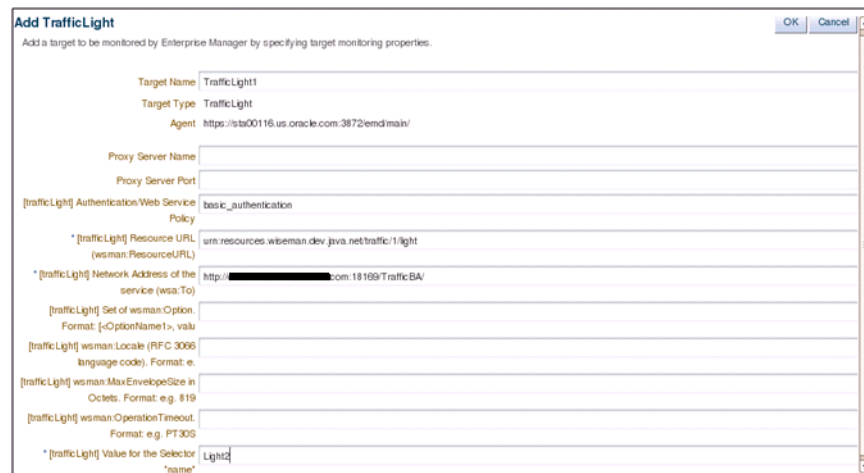 Add TrafficLight
OK Cancel
Add a target to be monitored by Enterprise Manager by specifying target monitoring properties.
Target Name TrafficLight1
Target Type TrafficLight
Agent https://sta00116.us.oracle.com:3872/emd/main/
Proxy Server Name
Proxy Server Port
[trafficLight] Authentication/Web Service basic_authentication
Policy
* [trafficLight] Resource URL urn:resources.wiseman.dev.java.net/traffic/1/light
(wsman:ResourceURL)
* [trafficLight] Network Address of the http:// com:18169/TrafficBA/
service (wsa:To)
[trafficLight] Set of wsman:Option.
Format: [<OptionName1>, valu
[trafficLight] wsman:Locale (RFC 3066
language code). Format: e.
[trafficLight] wsman:MaxEnvelopeSize in
Octets. Format: e.g. 819
[trafficLight] wsman:OperationTimeout.
Format: e.g. PT30S
* [trafficLight] Value for the Selector Light2
"name"